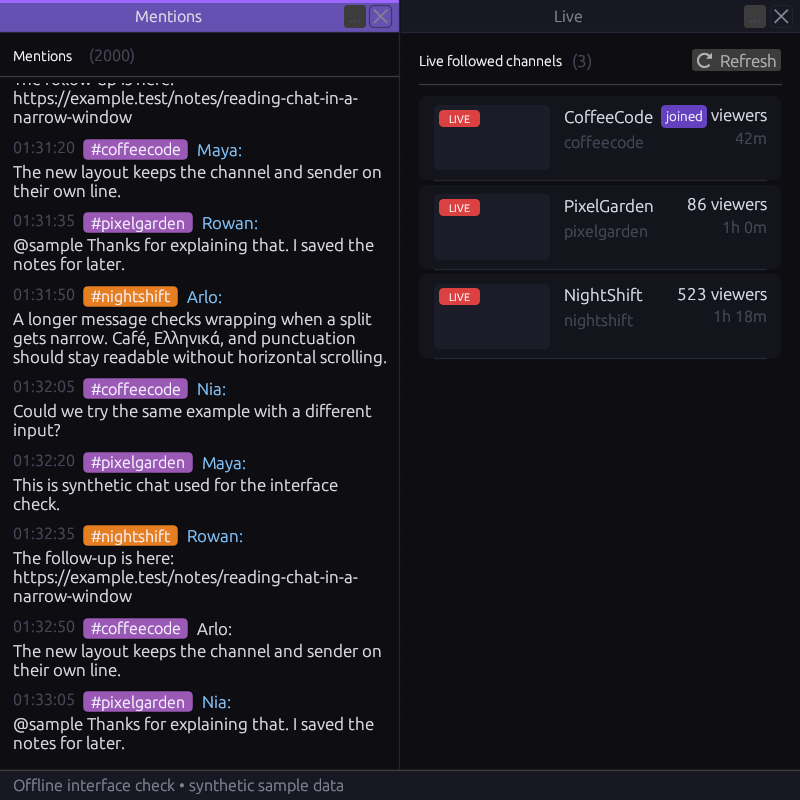 Mentions
Mentions (2000)
The follow-up is here:
https://example.test/notes/reading-chat-in-a-
narrow-window
01:31:20 #coffeecode Maya:
The new layout keeps the channel and sender on
their own line.
01:31:35 #pixelgarden Rowan:
@sample Thanks for explaining that. I saved the
notes for later.
01:31:50 #nightshift Arlo:
A longer message checks wrapping when a split
gets narrow. Café, Ελληνικά, and punctuation
should stay readable without horizontal scrolling.
01:32:05 #coffeecode Nia:
Could we try the same example with a different
input?
01:32:20 #pixelgarden Maya:
This is synthetic chat used for the interface
check.
01:32:35 #nightshift Rowan:
The follow-up is here:
https://example.test/notes/reading-chat-in-a-
narrow-window
01:32:50 #coffeecode Arlo:
The new layout keeps the channel and sender on
their own line.
01:33:05 #pixelgarden Nia:
@sample Thanks for explaining that. I saved the
notes for later.
Live
Live followed channels (3)
Refresh
LIVE
CoffeeCode joined viewers
coffeecode 42m
LIVE
PixelGarden 86 viewers
pixelgarden 1h 0m
LIVE
NightShift 523 viewers
nightshift 1h 18m
Offline interface check • synthetic sample data